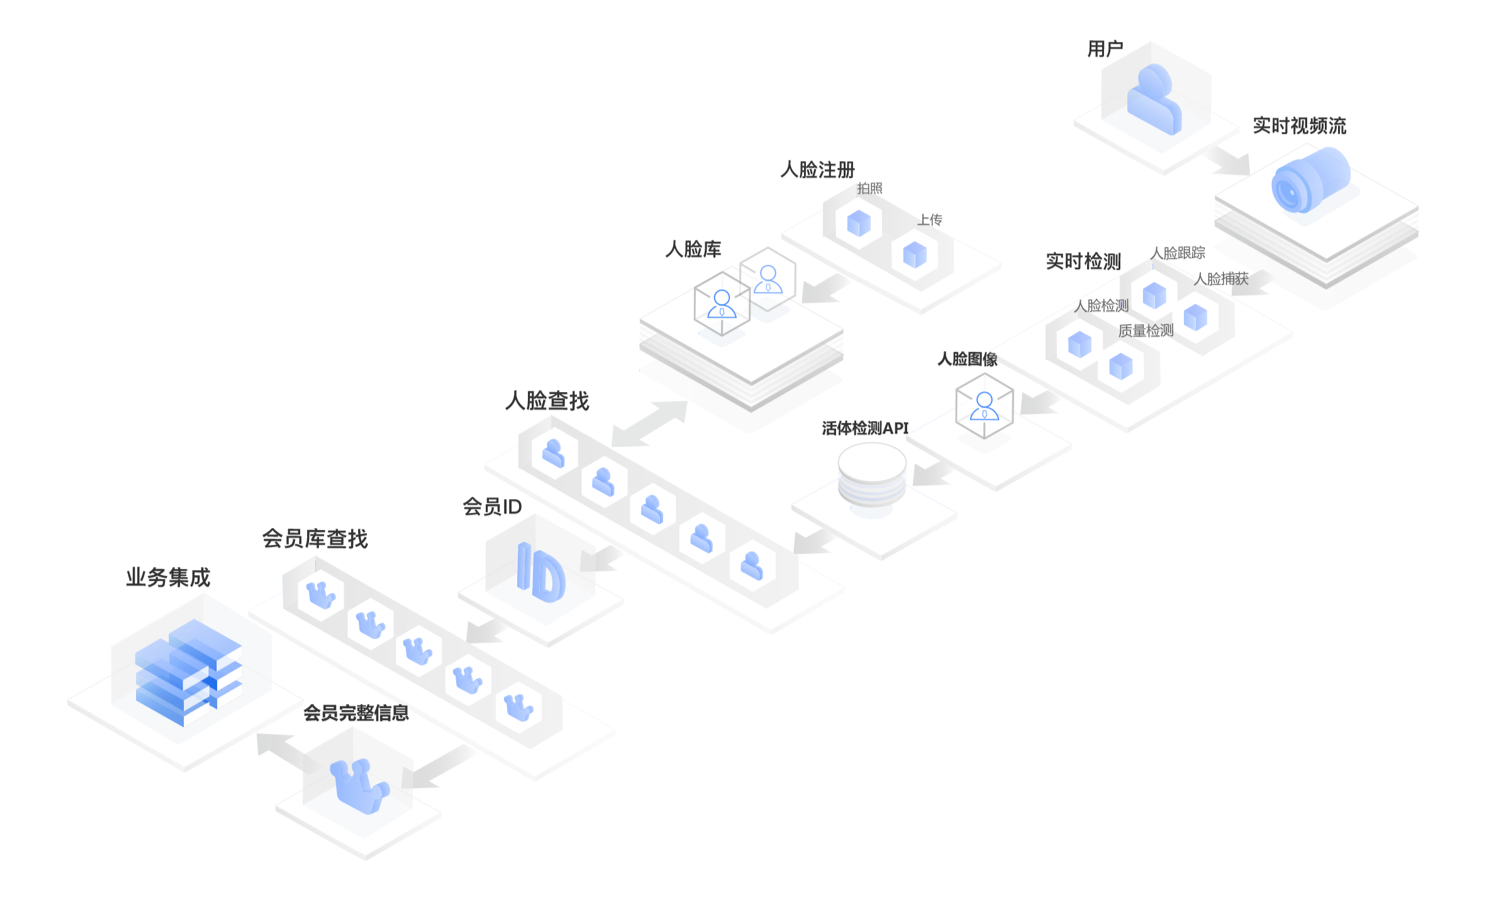 用户
实时视频流
人脸注册
拍照
上传
人脸库
实时检测
人脸跟踪
人脸捕获
人脸检测
质量检测
人脸图像
人脸查找
活体检测API
会员ID
会员库查找
业务集成
会员完整信息
ID